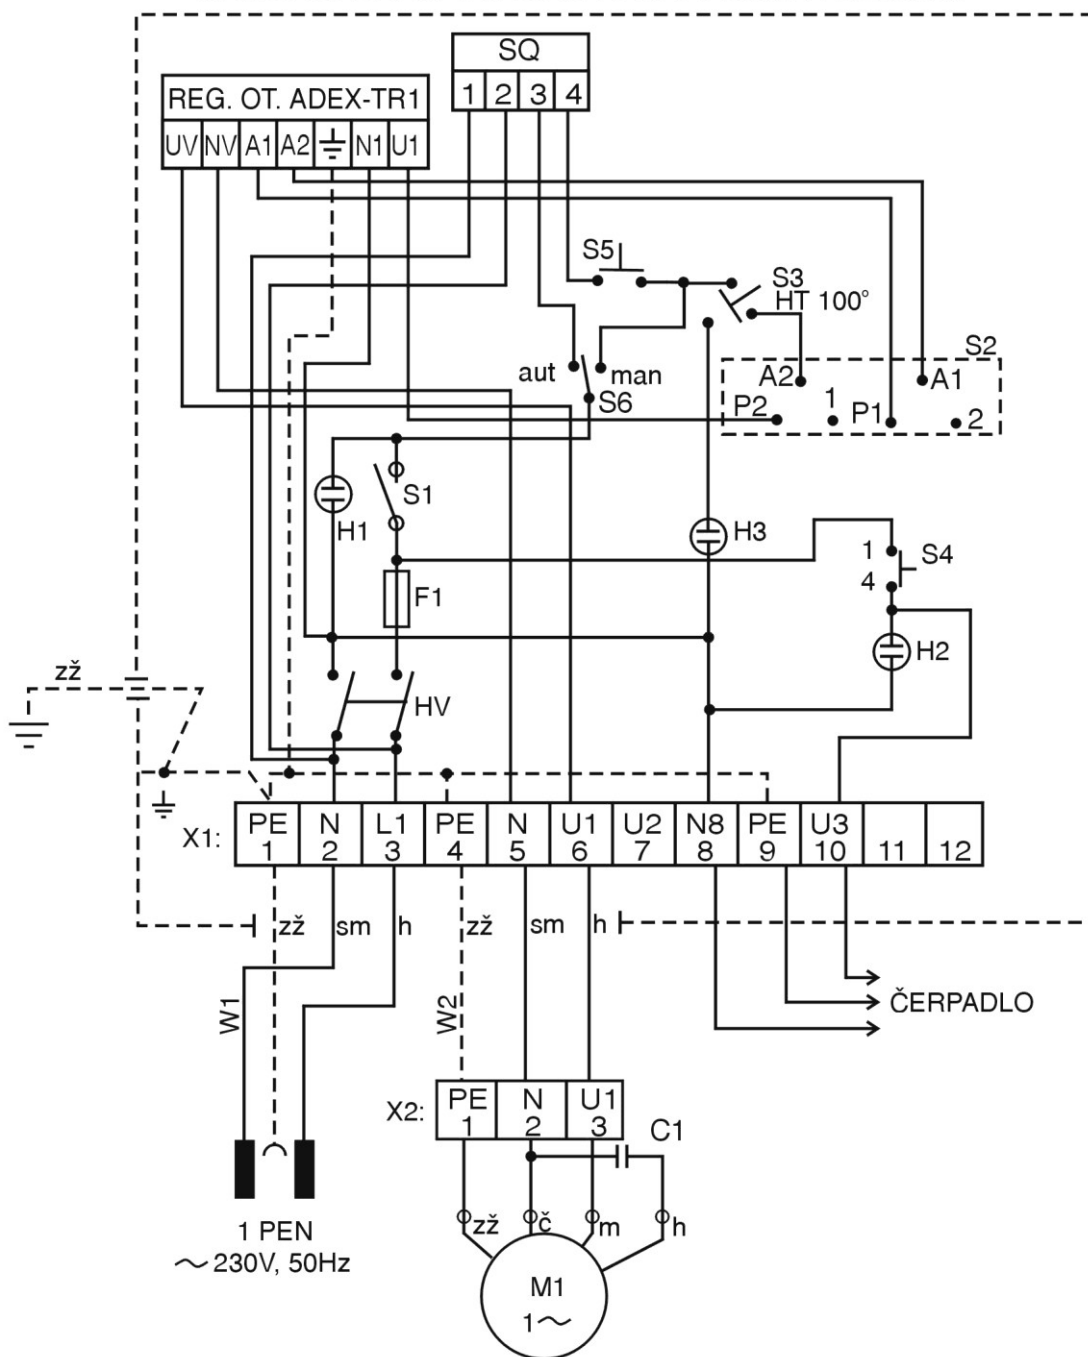 SQ
1 2 3 4
REG. OT. ADEX-TR1
UV NV A1 A2 N1 U1
S5
S3
HT 100°
S2
aut man
S6
A2 A1
P2 1 P1 2
H1
S1
H3
1 S4
4
F1
H2
zž
HV
X1:
PE N L1 PE N U1 U2 N8 PE U3
1 2 3 4 5 6 7 8 9 10 11 12
zž sm h zž sm h
W1
W2
ČERPADLO
X2:
PE N U1
1 2 3
C1
zž č m h
1 PEN
~ 230V, 50Hz
M1
1~